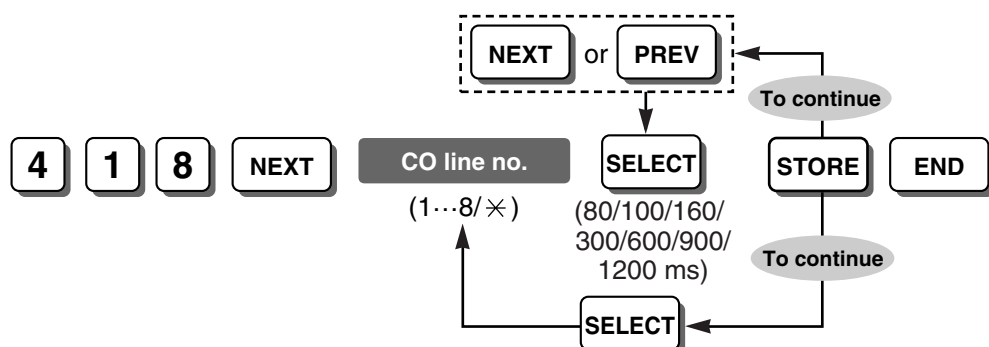 NEXT or PREV
To continue
4 1 8 NEXT CO line no. SELECT STORE END
(1···8/✳)
(80/100/160/
300/600/900/
1200 ms)
To continue
SELECT